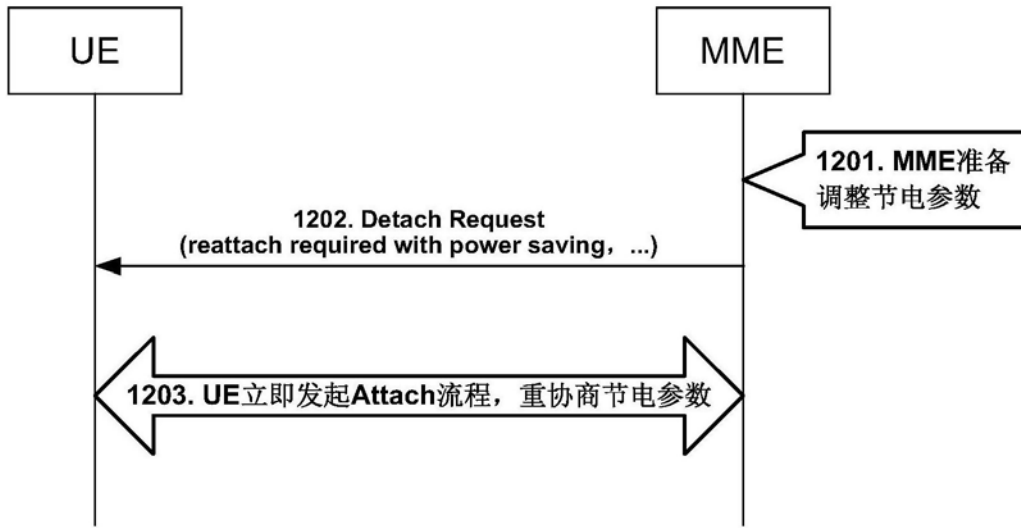 UE
MME
1201. MME准备
调整节电参数
1202. Detach Request
(reattach required with power saving，...)
1203. UE立即发起Attach流程，重协商节电参数